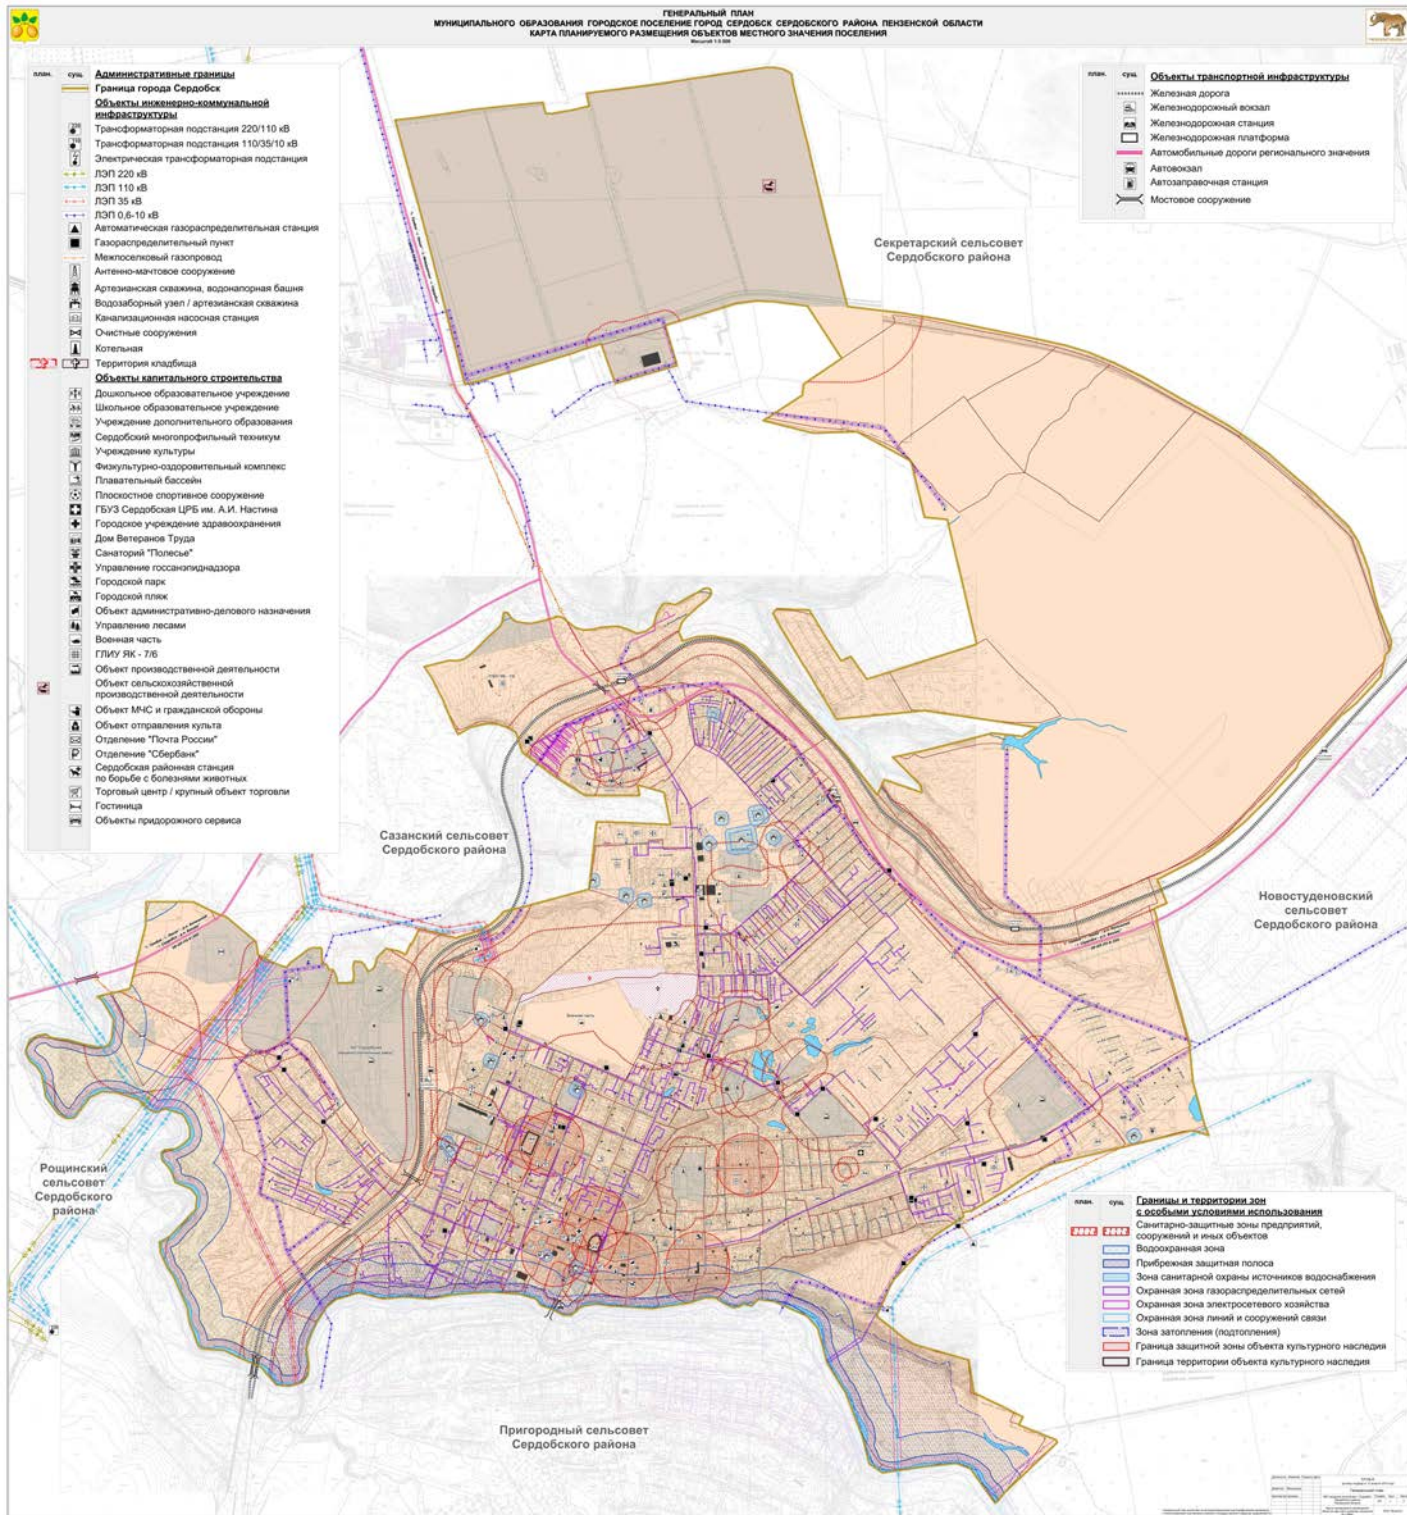 ГЕНЕРАЛЬНЫЙ ПЛАН
МУНИЦИПАЛЬНОГО ОБРАЗОВАНИЯ ГОРОДСКОЕ ПОСЕЛЕНИЕ ГОРОД СЕРДОБСК СЕРДОБСКОГО РАЙОНА ПЕНЗЕНСКОЙ ОБЛАСТИ
КАРТА ПЛАНИРУЕМОГО РАЗМЕЩЕНИЯ ОБЪЕКТОВ МЕСТНОГО ЗНАЧЕНИЯ ПОСЕЛЕНИЯ
Масштаб 1:5 000
план. сущ. Административные границы
Граница города Сердобск
Объекты инженерно-коммунальной
инфраструктуры
Трансформаторная подстанция 220/110 кВ
Трансформаторная подстанция 110/35/10 кВ
Электрическая трансформаторная подстанция
ЛЭП 220 кВ
ЛЭП 110 кВ
ЛЭП 35 кВ
ЛЭП 0,6-10 кВ
Автоматическая газораспределительная станция
Газораспределительный пункт
Межпоселковый газопровод
Антенно-мачтовое сооружение
Артезианская скважина, водонапорная башня
Водозаборный узел / артезианская скважина
Канализационная насосная станция
Очистные сооружения
Котельная
Территория кладбища
Объекты капитального строительства
Дошкольное образовательное учреждение
Школьное образовательное учреждение
Учреждение дополнительного образования
Сердобский многопрофильный техникум
Учреждение культуры
Физкультурно-оздоровительный комплекс
Плавательный бассейн
Плоскостное спортивное сооружение
ГБУЗ Сердобская ЦРБ им. А.И. Настина
Городское учреждение здравоохранения
Дом Ветеранов Труда
Санаторий "Полесье"
Управление госсанэпиднадзора
Городской парк
Городской пляж
Объект административно-делового назначения
Управление лесами
Военная часть
ГЛИУ ЯК - 7/6
Объект производственной деятельности
Объект сельскохозяйственной
производственной деятельности
Объект МЧС и гражданской обороны
Объект отправления культа
Отделение "Почта России"
Отделение "Сбербанк"
Сердобская районная станция
по борьбе с болезнями животных
Торговый центр / крупный объект торговли
Гостиница
Объекты придорожного сервиса
план. сущ. Объекты транспортной инфраструктуры
Железная дорога
Железнодорожный вокзал
Железнодорожная станция
Железнодорожная платформа
Автомобильные дороги регионального значения
Автовокзал
Автозаправочная станция
Мостовое сооружение
Секретарский сельсовет
Сердобского района
Сазанский сельсовет
Сердобского района
Новостуденовский
сельсовет
Сердобского района
Военная часть
Рощинский
сельсовет
Сердобского
района
Пригородный сельсовет
Сердобского района
план. сущ. Границы и территории зон
с особыми условиями использования
Санитарно-защитные зоны предприятий,
сооружений и иных объектов
Водоохранная зона
Прибрежная защитная полоса
Зона санитарной охраны источников водоснабжения
Охранная зона газораспределительных сетей
Охранная зона электросетевого хозяйства
Охранная зона линий и сооружений связи
Зона затопления (подтопления)
Граница защитной зоны объекта культурного наследия
Граница территории объекта культурного наследия